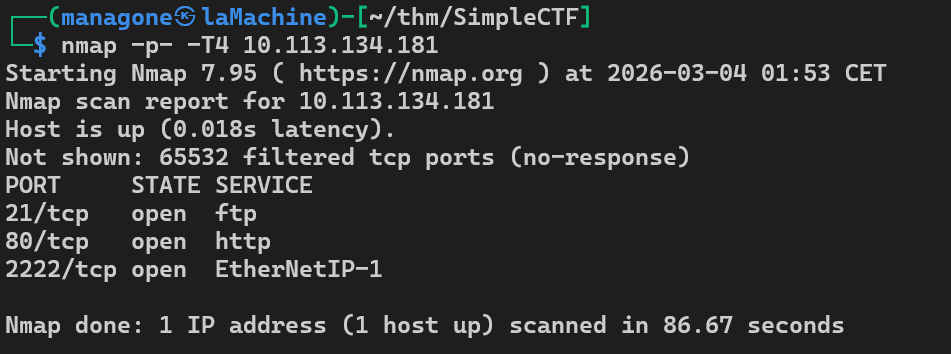 ┌──(managone㉿laMachine)-[~/thm/SimpleCTF]
└─$ nmap -p- -T4 10.113.134.181
Starting Nmap 7.95 ( https://nmap.org ) at 2026-03-04 01:53 CET
Nmap scan report for 10.113.134.181
Host is up (0.018s latency).
Not shown: 65532 filtered tcp ports (no-response)
PORT     STATE SERVICE
21/tcp   open  ftp
80/tcp   open  http
2222/tcp open  EtherNetIP-1

Nmap done: 1 IP address (1 host up) scanned in 86.67 seconds